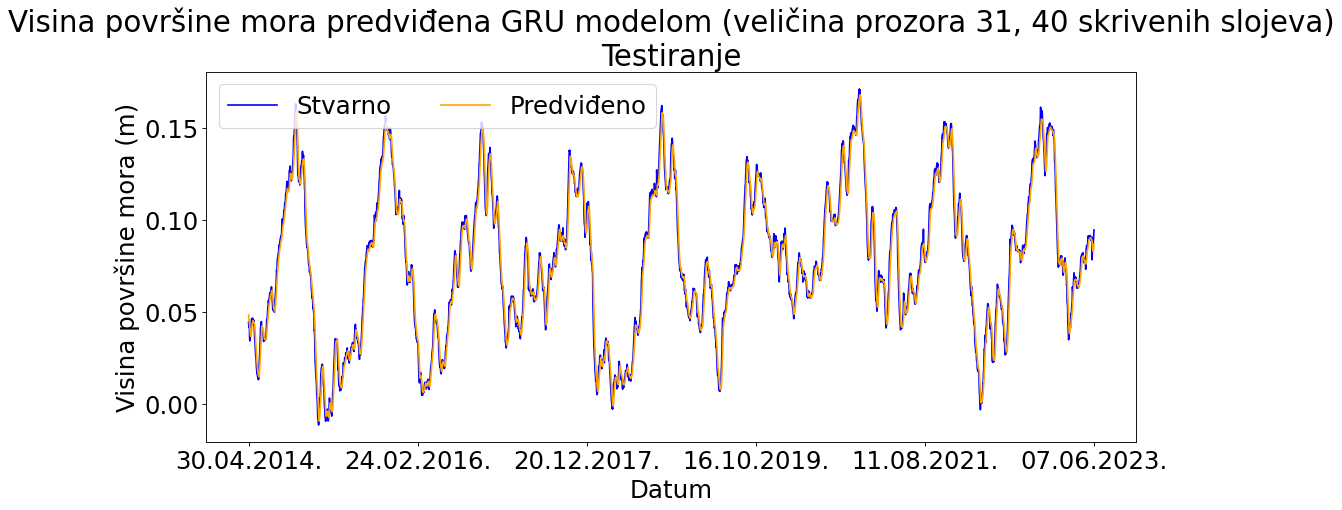 Visina površine mora predviđena GRU modelom (veličina prozora 31, 40 skrivenih slojeva)
Testiranje
Stvarno Predviđeno
Visina površine mora (m)
0.15
0.10
0.05
0.00
30.04.2014. 24.02.2016. 20.12.2017. 16.10.2019. 11.08.2021. 07.06.2023.
Datum